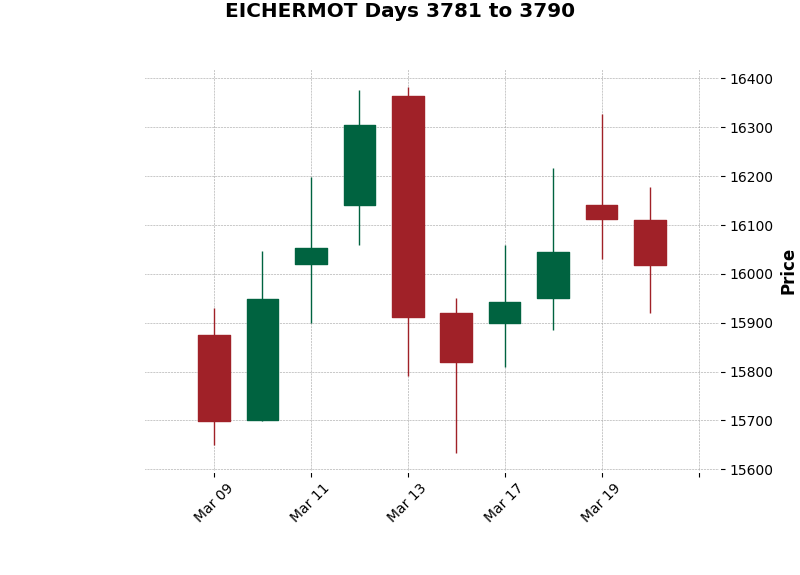 EICHERMOT Days 3781 to 3790
16400
16300
16200
16100
16000
15900
15800
15700
15600
Price
Mar 09
Mar 11
Mar 13
Mar 17
Mar 19